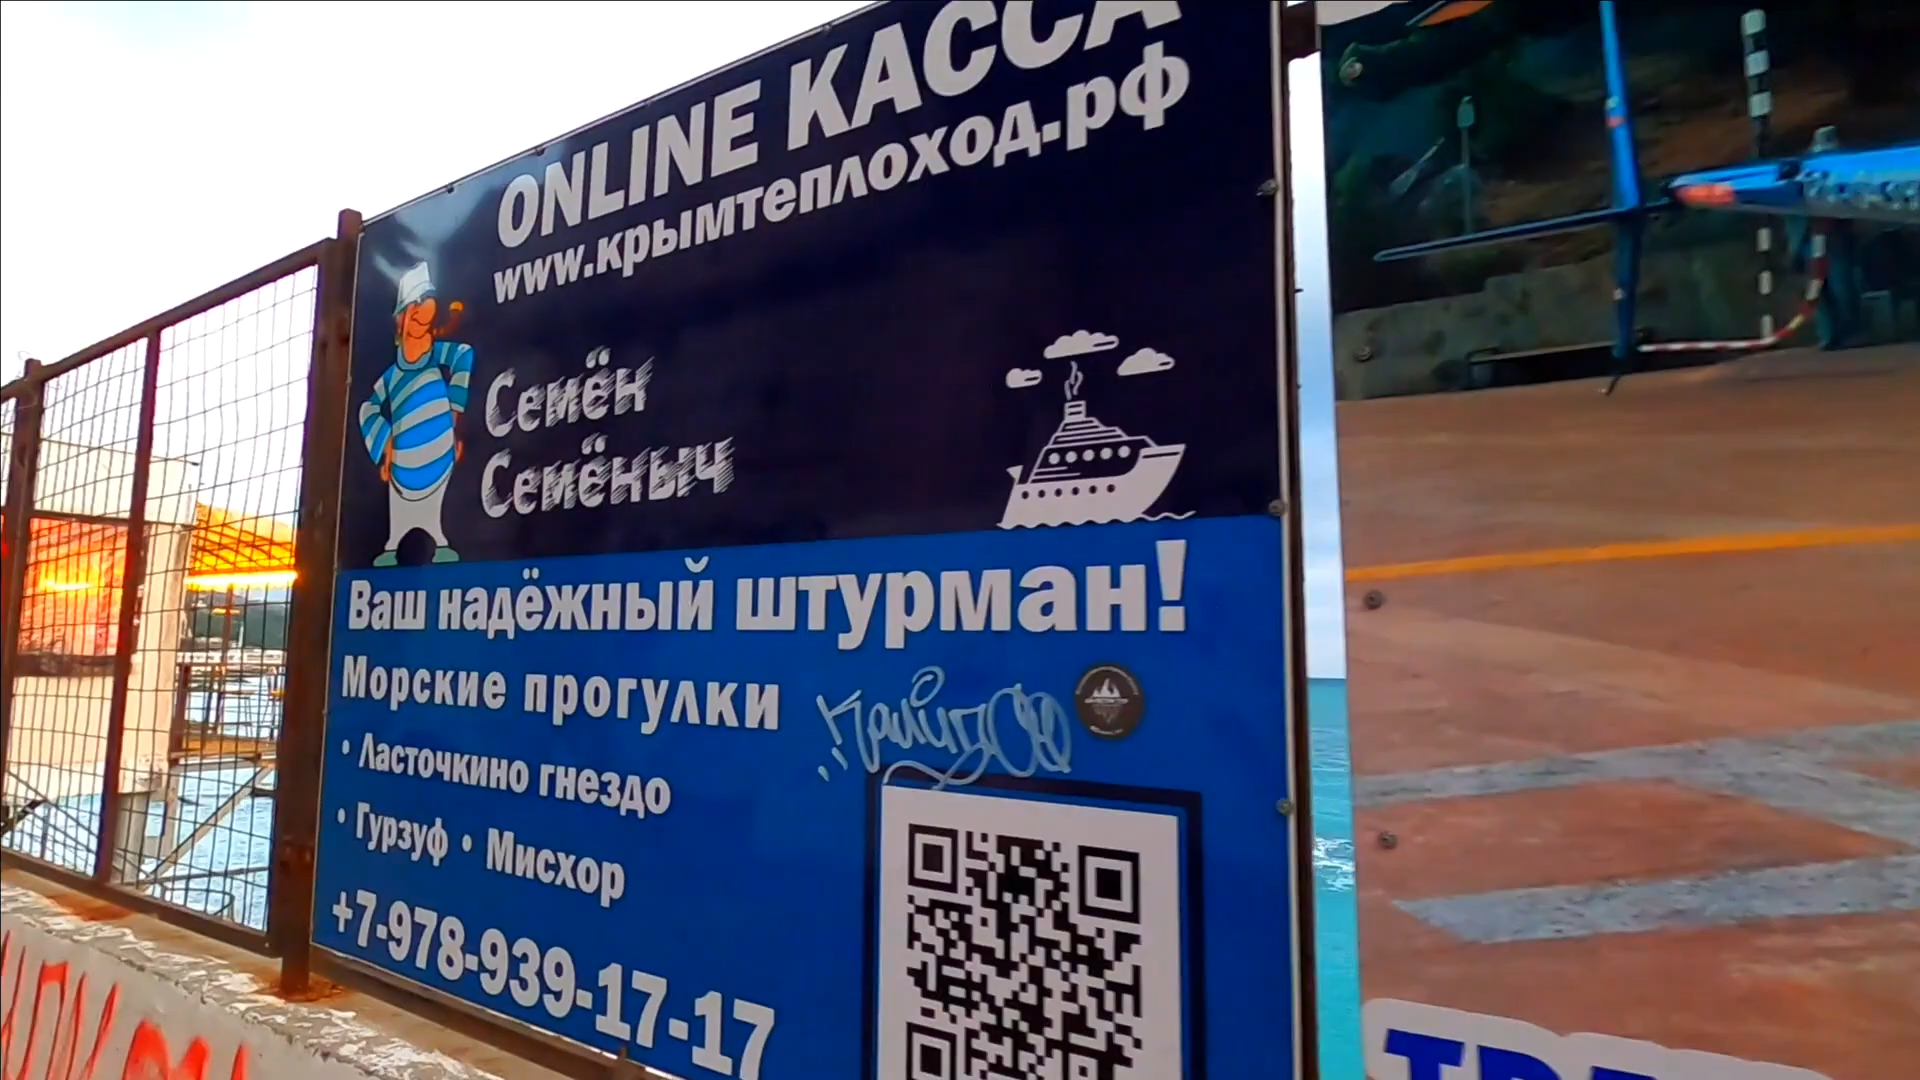 ONLINE КАССА
www.крымтеплоход.рф
Семён
Семёныч
Ваш надёжный штурман!
Морские прогулки
• Ласточкино гнездо
• Гурзуф • Мисхор
+7-978-939-17-17